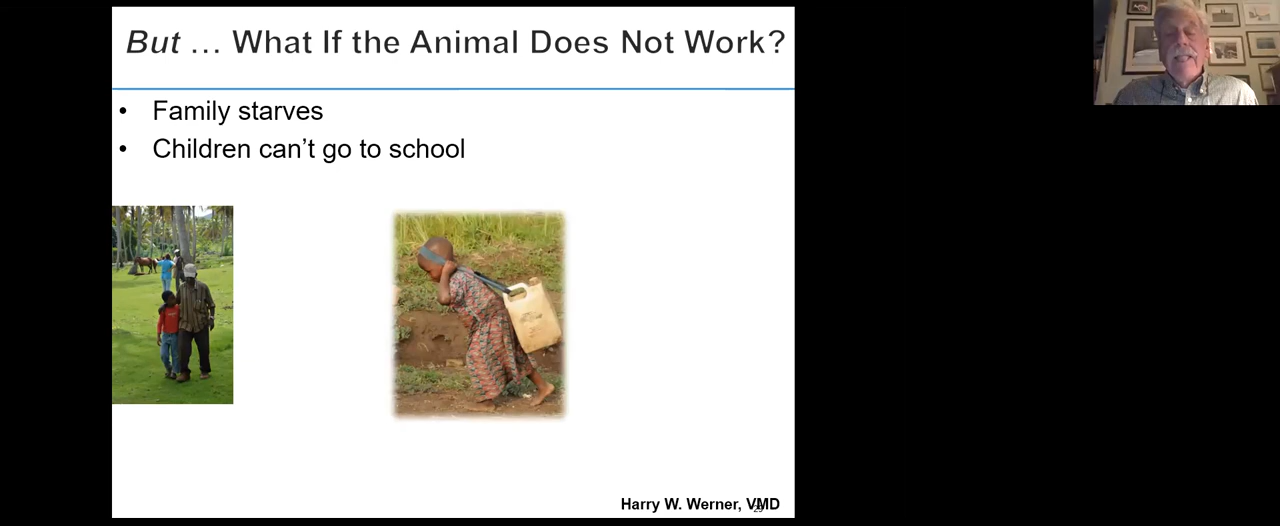 But … What If the Animal Does Not Work?
• Family starves
• Children can’t go to school
Harry W. Werner, VMD